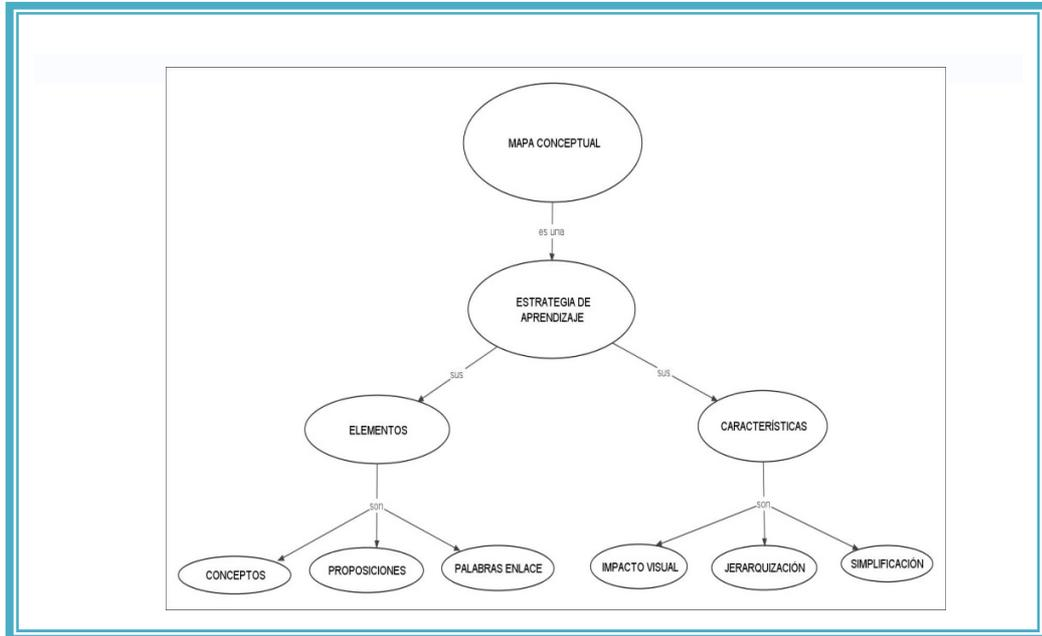 MAPA CONCEPTUAL
es una
ESTRATEGIA DE
APRENDIZAJE
sus
sus
ELEMENTOS
CARACTERÍSTICAS
son
son
CONCEPTOS
PROPOSICIONES
PALABRAS ENLACE
IMPACTO VISUAL
JERARQUIZACIÓN
SIMPLIFICACIÓN